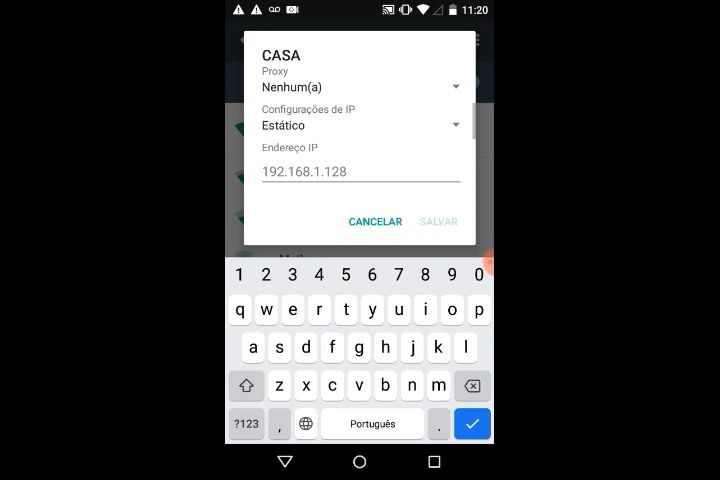 11:20
CASA
Proxy
Nenhum(a)
Configurações de IP
Estático
Endereço IP
192.168.1.128
CANCELAR SALVAR
1 2 3 4 5 6 7 8 9 0
q w e r t y u i o p
a s d f g h j k l
z x c v b n m
?123 , Português .